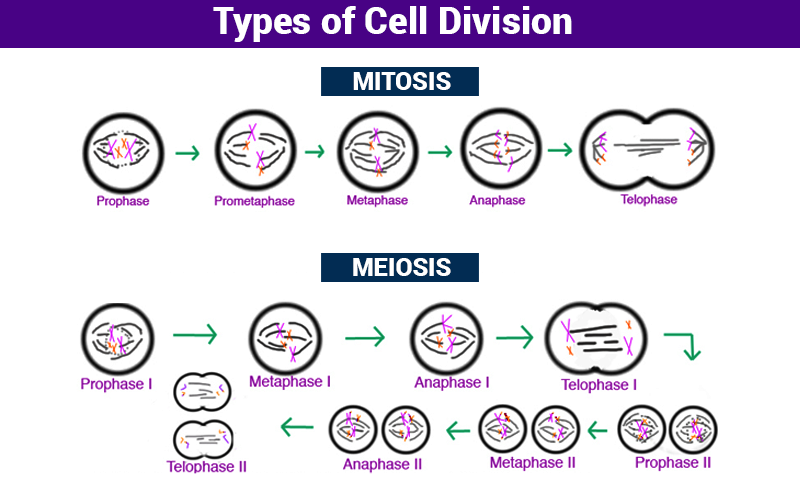 Types of Cell Division
MITOSIS
Prophase
Prometaphase
Metaphase
Anaphase
Telophase
MEIOSIS
Prophase I
Metaphase I
Anaphase I
Telophase I
Prophase II
Metaphase II
Anaphase II
Telophase II